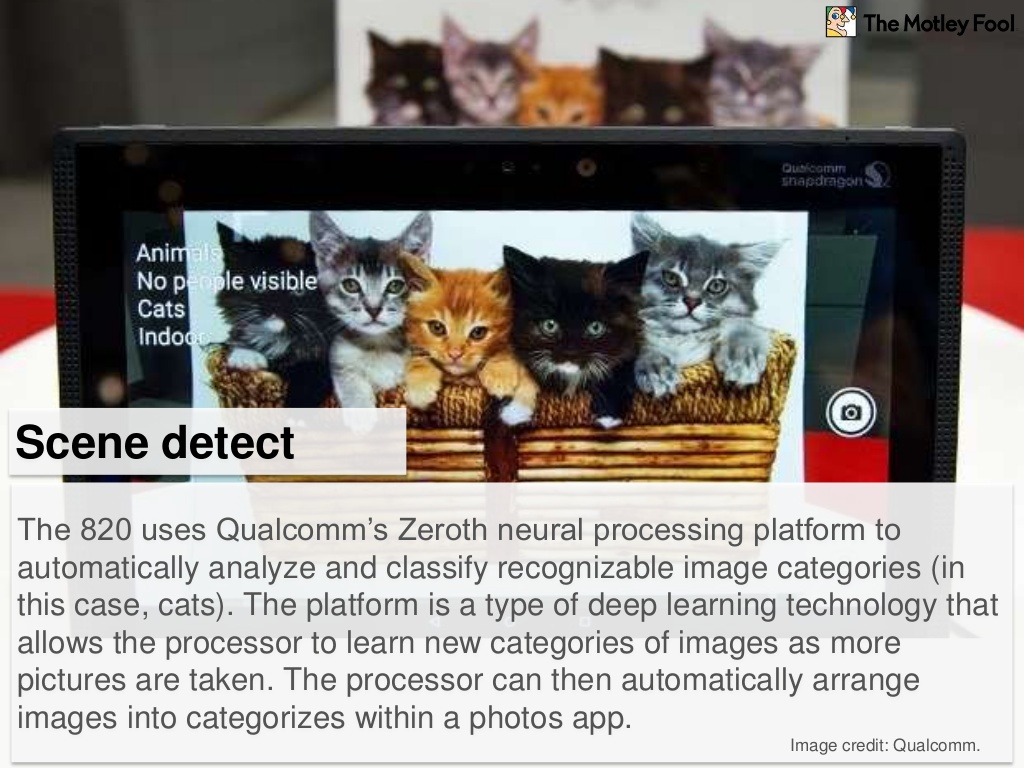 The Motley Fool
Qualcomm
snapdragon
Animals
No people visible
Cats
Indoor
Scene detect
The 820 uses Qualcomm’s Zeroth neural processing platform to
automatically analyze and classify recognizable image categories (in
this case, cats). The platform is a type of deep learning technology that
allows the processor to learn new categories of images as more
pictures are taken. The processor can then automatically arrange
images into categorizes within a photos app.
Image credit: Qualcomm.